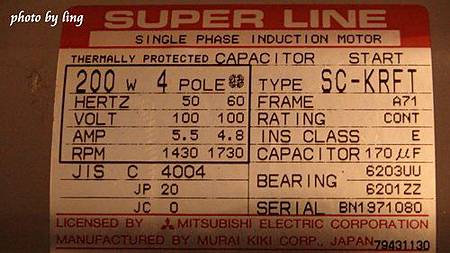 photo by ling
SUPER LINE
SINGLE PHASE INDUCTION MOTOR
THERMALLY PROTECTED CAPACITOR START
200 W 4 POLE TYPE SC-KRFT
HERTZ 50 60 FRAME A71
VOLT 100 100 RATING CONT
AMP 5.5 4.8 INS CLASS E
RPM 1430 1730 CAPACITOR 170 μF
JIS C 4004 BEARING 6203UU
JP 20 6201ZZ
JC 0 SERIAL BN1971080
LICENSED BY MITSUBISHI ELECTRIC CORPORATION
MANUFACTURED BY MURAI KIKI CORP., JAPAN 79431130